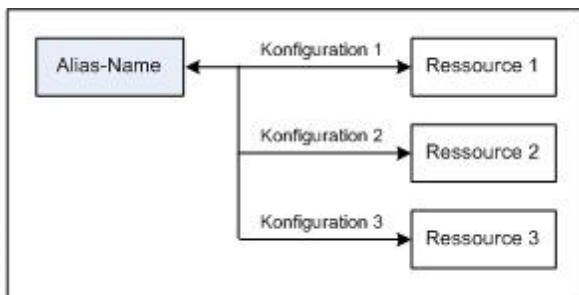 Alias-Name
Konfiguration 1
Ressource 1
Konfiguration 2
Ressource 2
Konfiguration 3
Ressource 3